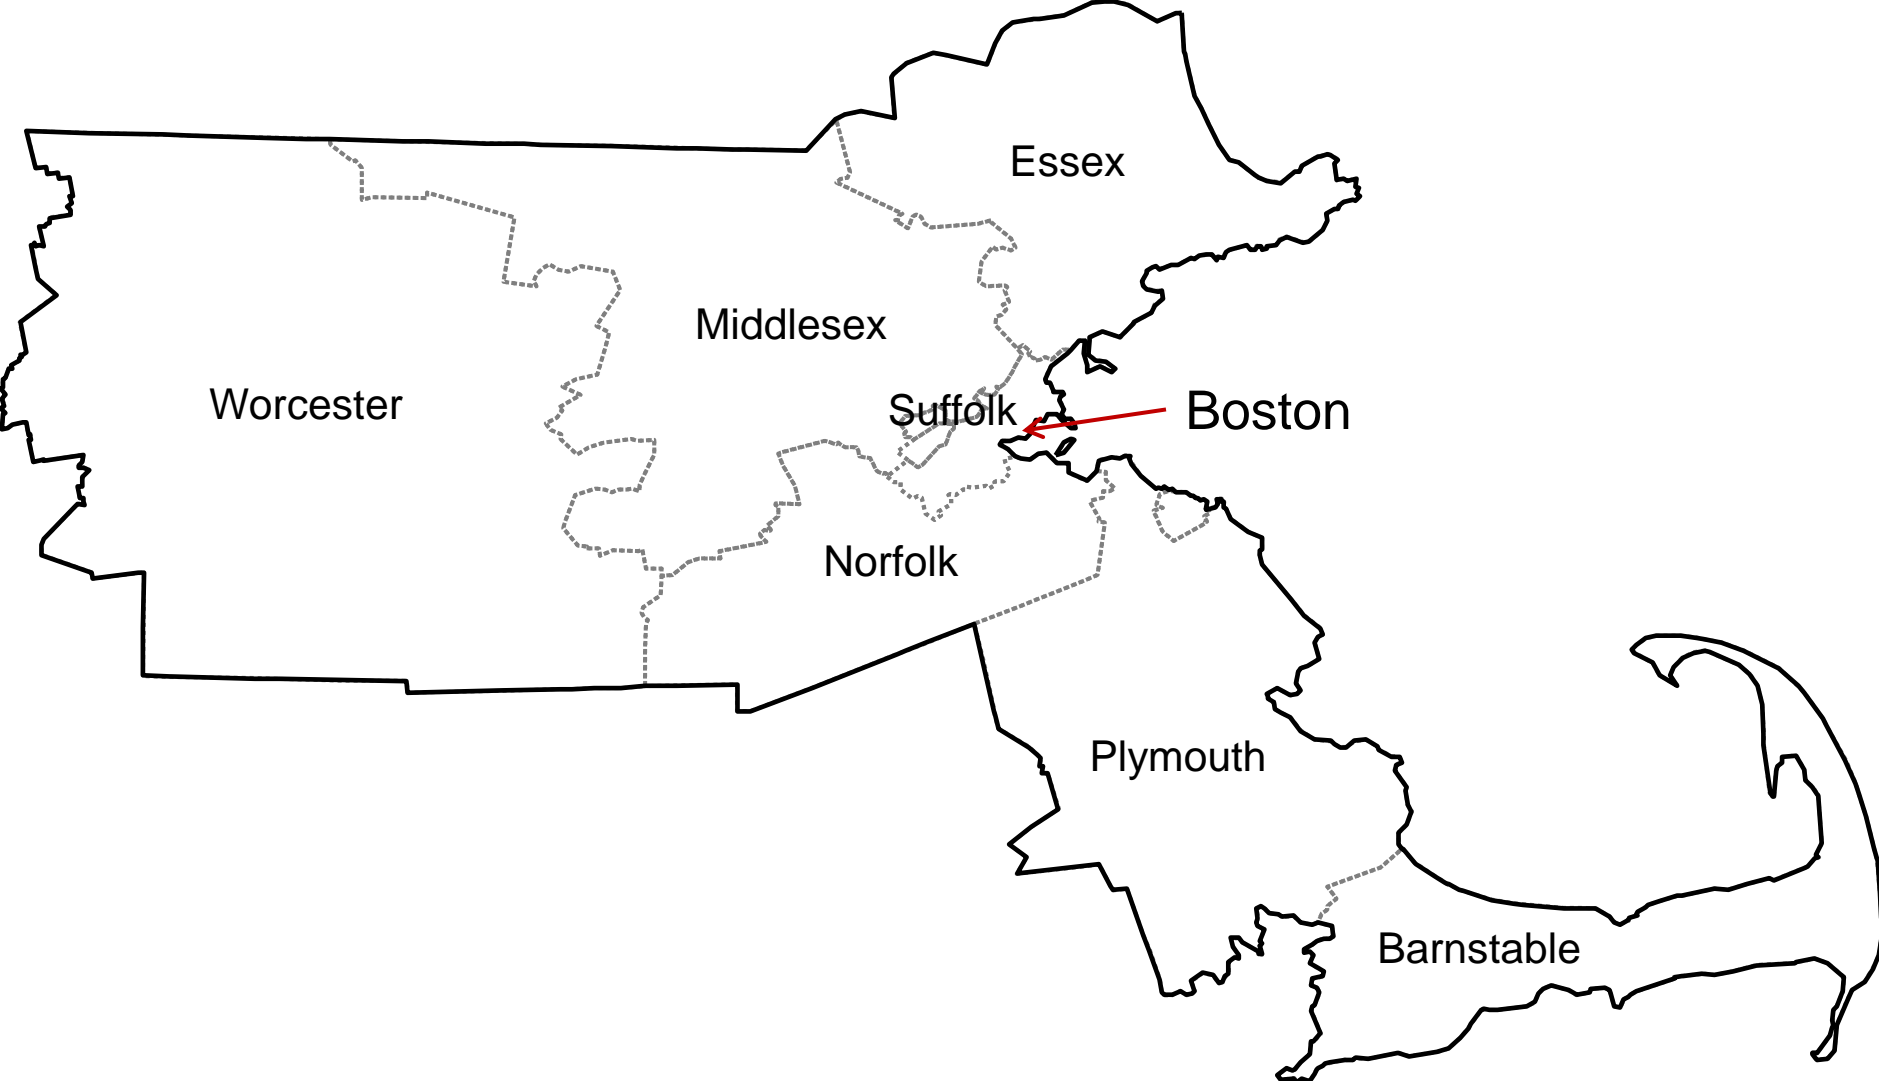 Essex
Middlesex
Worcester
Suffolk
Boston
Norfolk
Plymouth
Barnstable